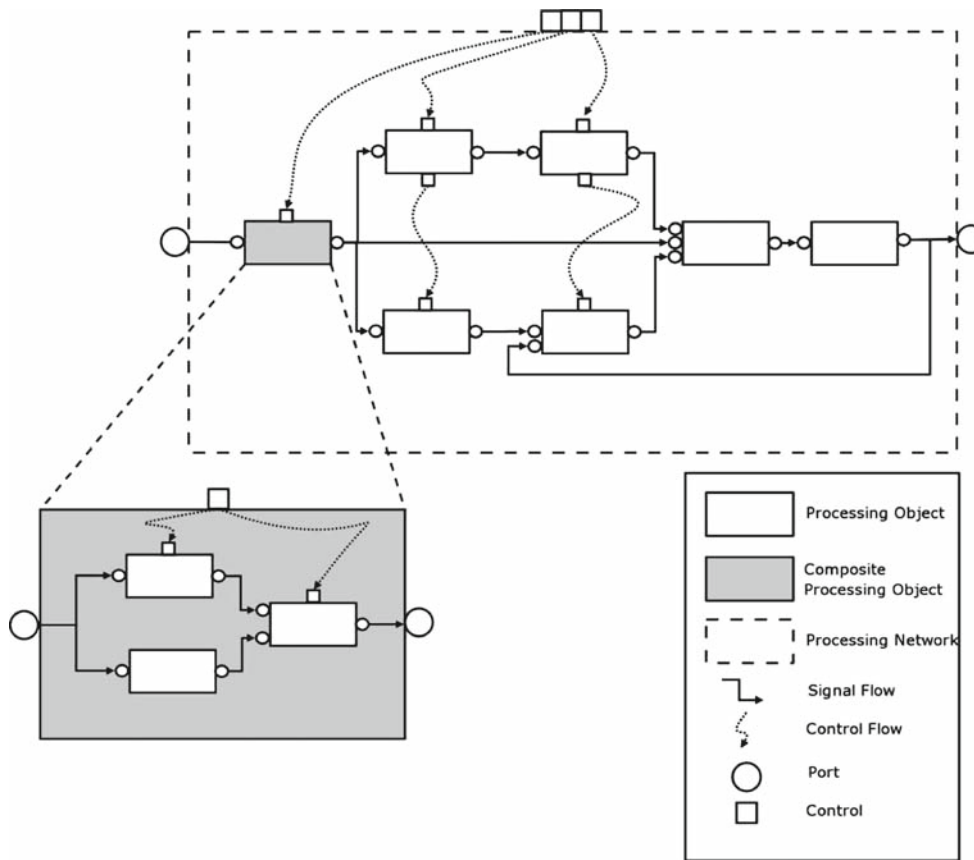 Processing Object
Composite
Processing Object
Processing Network
Signal Flow
Control Flow
Port
Control